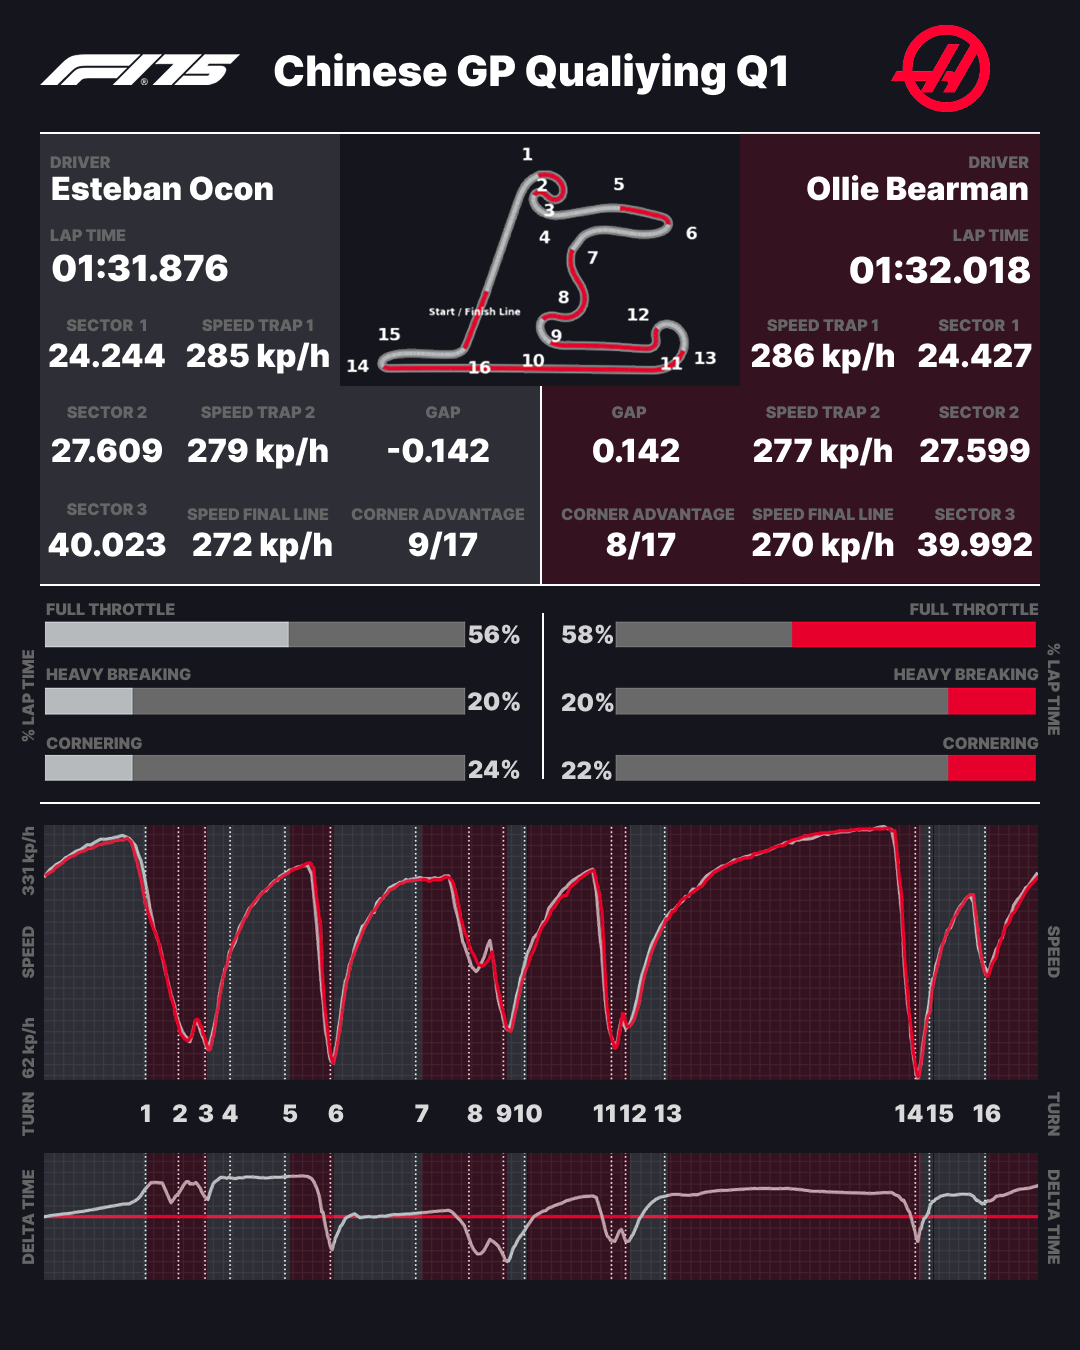 F1.75® Chinese GP Qualiying Q1
DRIVER
Esteban Ocon
LAP TIME
01:31.876
SECTOR 1 SPEED TRAP 1
24.244 285 kp/h
1
2
3
4
5
6
7
8
9
10
11
12
13
14
15
16
Start / Finish Line
DRIVER
Ollie Bearman
LAP TIME
01:32.018
SPEED TRAP 1 SECTOR 1
286 kp/h 24.427
SECTOR 2 SPEED TRAP 2 GAP
27.609 279 kp/h -0.142
SECTOR 3 SPEED FINAL LINE CORNER ADVANTAGE
40.023 272 kp/h 9/17
GAP SPEED TRAP 2 SECTOR 2
0.142 277 kp/h 27.599
CORNER ADVANTAGE SPEED FINAL LINE SECTOR 3
8/17 270 kp/h 39.992
% LAP TIME
FULL THROTTLE
56%
HEAVY BREAKING
20%
CORNERING
24%
FULL THROTTLE
58%
HEAVY BREAKING
20%
CORNERING
22%
% LAP TIME
331 kp/h
SPEED
62 kp/h
SPEED
TURN 1 2 3 4 5 6 7 8 9 10 11 12 13 14 15 16 TURN
DELTA TIME
DELTA TIME